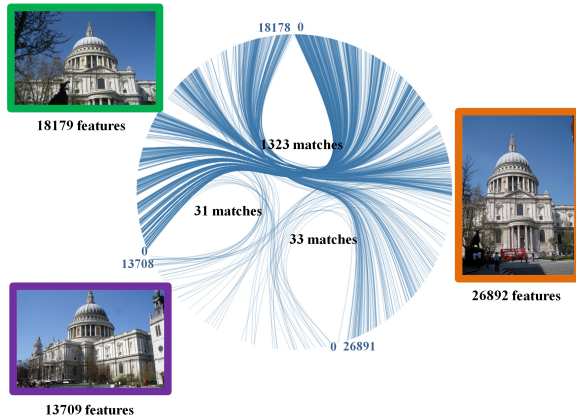 18178 0
18179 features
1323 matches
31 matches
33 matches
0
13708
26892 features
0 26891
13709 features